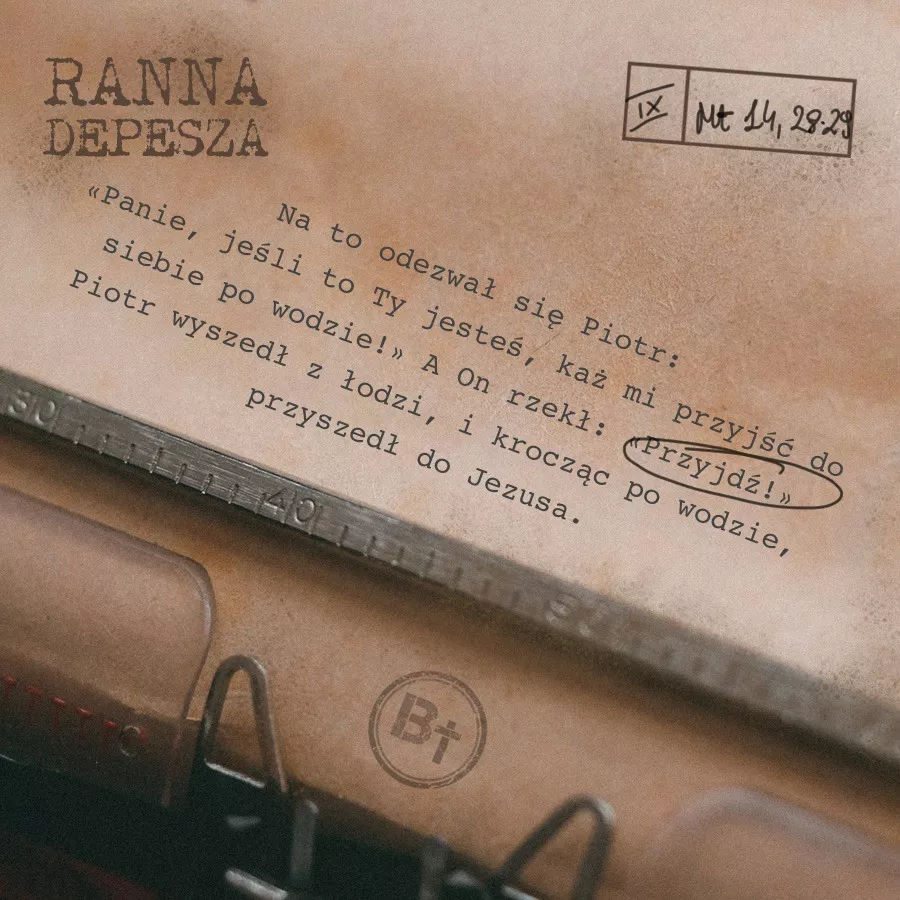 RANNA
DEPESZA
IX
Mt 14, 28-29
Na to odezwał się Piotr:
«Panie, jeśli to Ty jesteś, każ mi przyjść do
siebie po wodzie!» A On rzekł: «Przyjdź!»
Piotr wyszedł z łodzi, i krocząc po wodzie,
przyszedł do Jezusa.
30
40
50
Bt